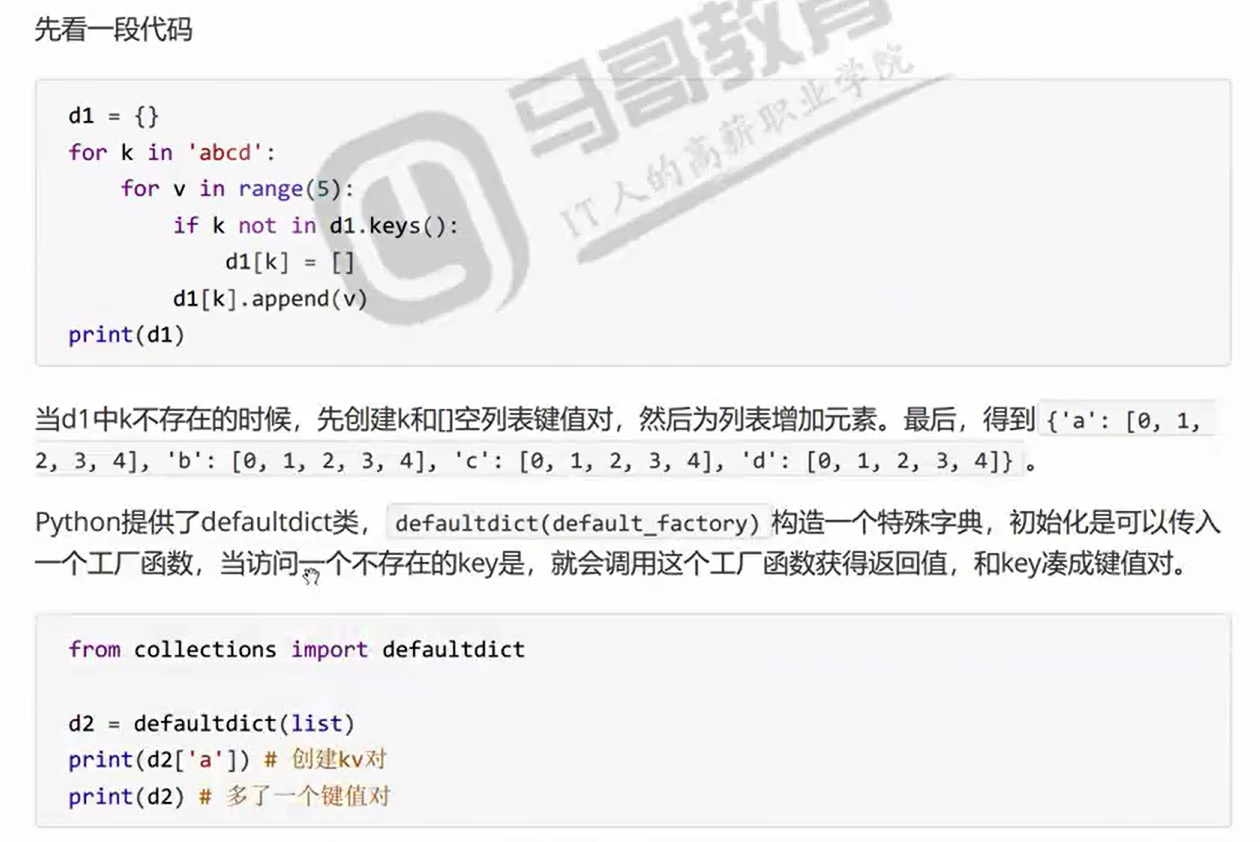 先看一段代码
马哥教育
IT人的高薪职业学院
d1 = {}
for k in 'abcd':
    for v in range(5):
        if k not in d1.keys():
            d1[k] = []
        d1[k].append(v)
print(d1)
当d1中k不存在的时候，先创建k和[]空列表键值对，然后为列表增加元素。最后，得到 {'a': [0, 1,
2, 3, 4], 'b': [0, 1, 2, 3, 4], 'c': [0, 1, 2, 3, 4], 'd': [0, 1, 2, 3, 4]} 。
Python提供了defaultdict类， defaultdict(default_factory) 构造一个特殊字典，初始化是可以传入
一个工厂函数，当访问一个不存在的key是，就会调用这个工厂函数获得返回值，和key凑成键值对。
from collections import defaultdict
d2 = defaultdict(list)
print(d2['a']) # 创建kv对
print(d2) # 多了一个键值对